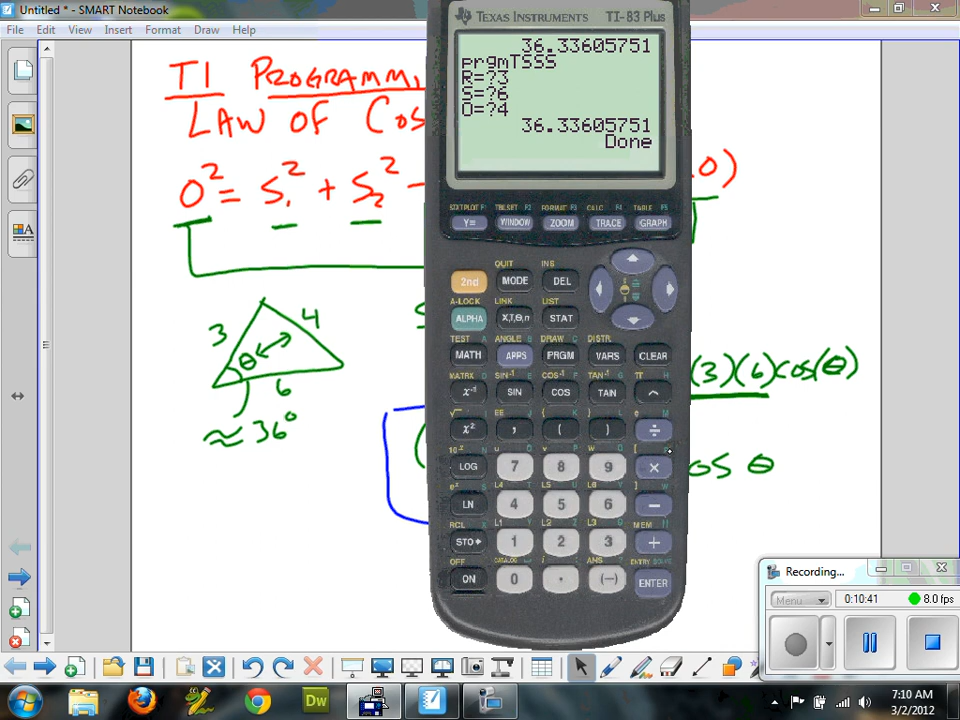 Untitled * - SMART Notebook
File Edit View Insert Format Draw Help
TI PROGRAMM
LAW OF COS
O² = S₁² + S₂² -
O)
3
4
θ
6
≈ 36°
(3)(6)cos(θ)
cos θ
TEXAS INSTRUMENTS TI-83 Plus
36.33605751
prgmTSSS
R=?3
S=?6
O=?4
36.33605751
Done
STAT PLOT F1 TBLSET F2 FORMAT F3 CALC F4 TABLE F5
Y= WINDOW ZOOM TRACE GRAPH
QUIT INS
2nd MODE DEL
A-LOCK LINK LIST
ALPHA X,T,Θ,n STAT
TEST A ANGLE B DRAW C DISTR
MATH APPS PRGM VARS CLEAR
MATRX D SIN⁻¹ E COS⁻¹ F TAN⁻¹ G π H
x⁻¹ SIN COS TAN ^
√ I EE J { K } L e M
x² , ( ) ÷
10ˣ N u O v P w Q [
LOG 7 8 9 ×
eˣ S L4 T L5 U L6 V ] W
LN 4 5 6 −
RCL X L1 Y L2 Z L3 θ MEM "
STO▸ 1 2 3 +
OFF CATALOG i ANS ? ENTRY SOLVE
ON 0 . (−) ENTER
Recording...
Menu 0:10:41 8.0 fps
Dw
7:10 AM
3/2/2012